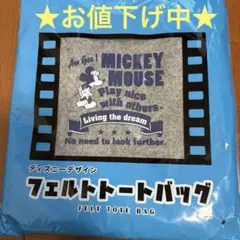 ★お値下げ中★
Aw Gee!
MICKEY
MOUSE
Play nice
with others.
Living the dream
No need to look further.
ディズニーデザイン
フェルトトートバッグ
FELT TOTE BAG